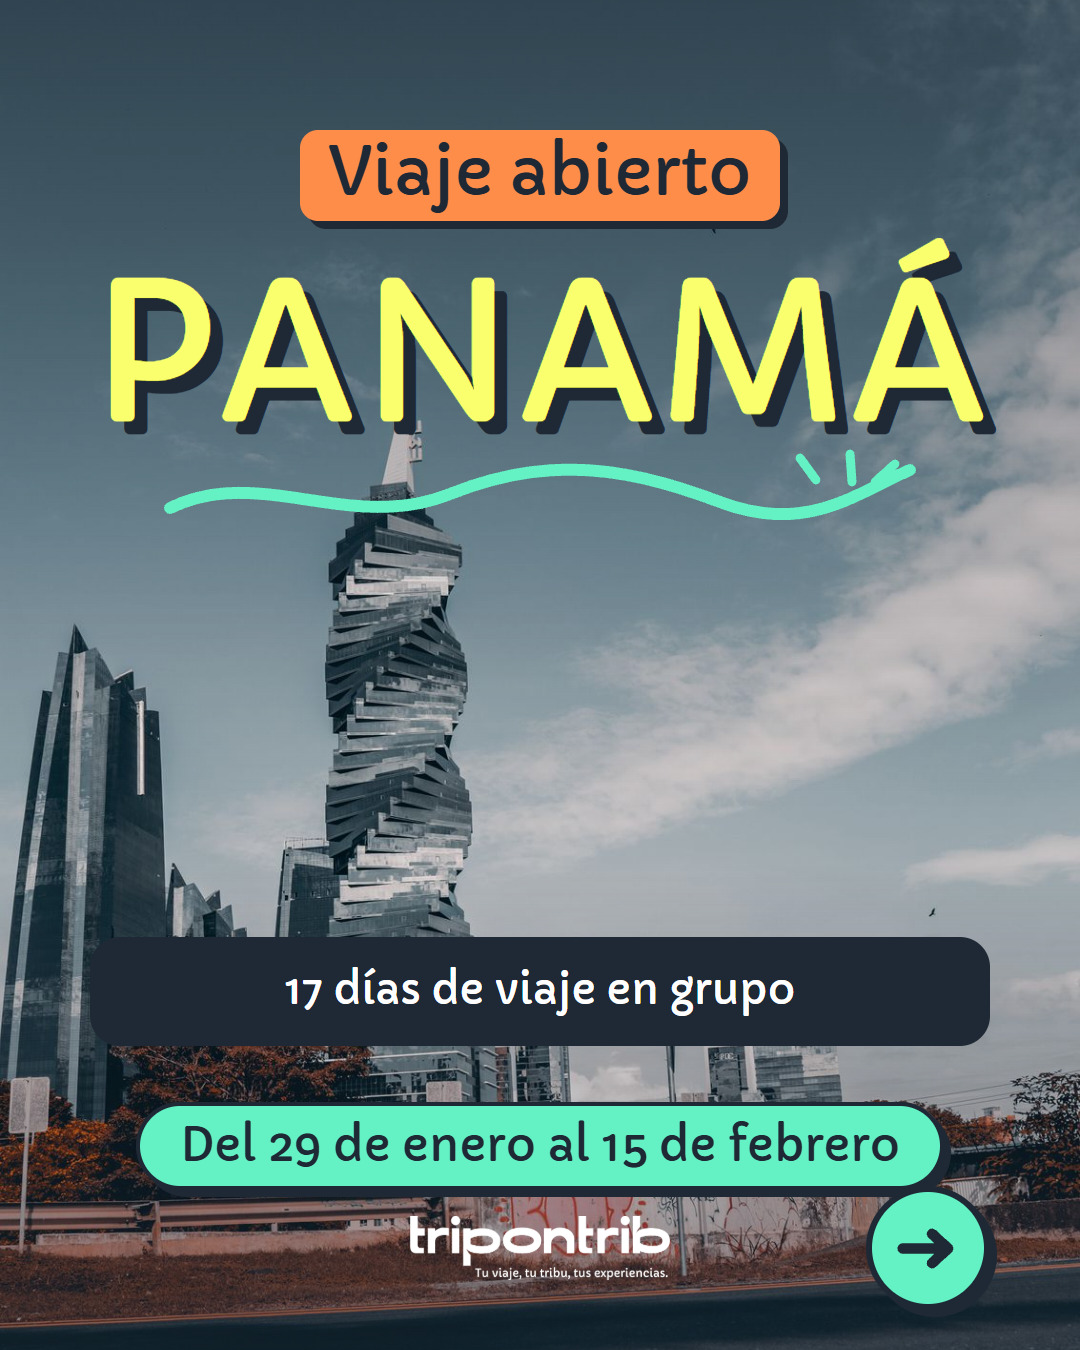 Viaje abierto
PANAMÁ
17 días de viaje en grupo
Del 29 de enero al 15 de febrero
tripontrib
Tu viaje, tu tribu, tus experiencias.